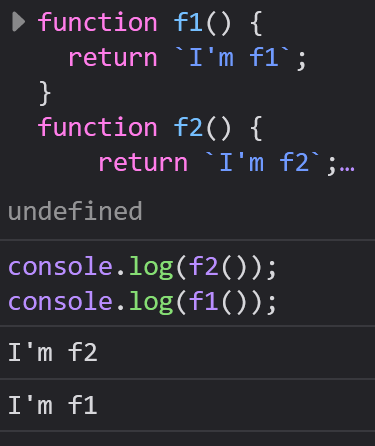 function f1() {
  return `I'm f1`;
}
function f2() {
    return `I'm f2`;…
undefined
console.log(f2());
console.log(f1());
I'm f2
I'm f1